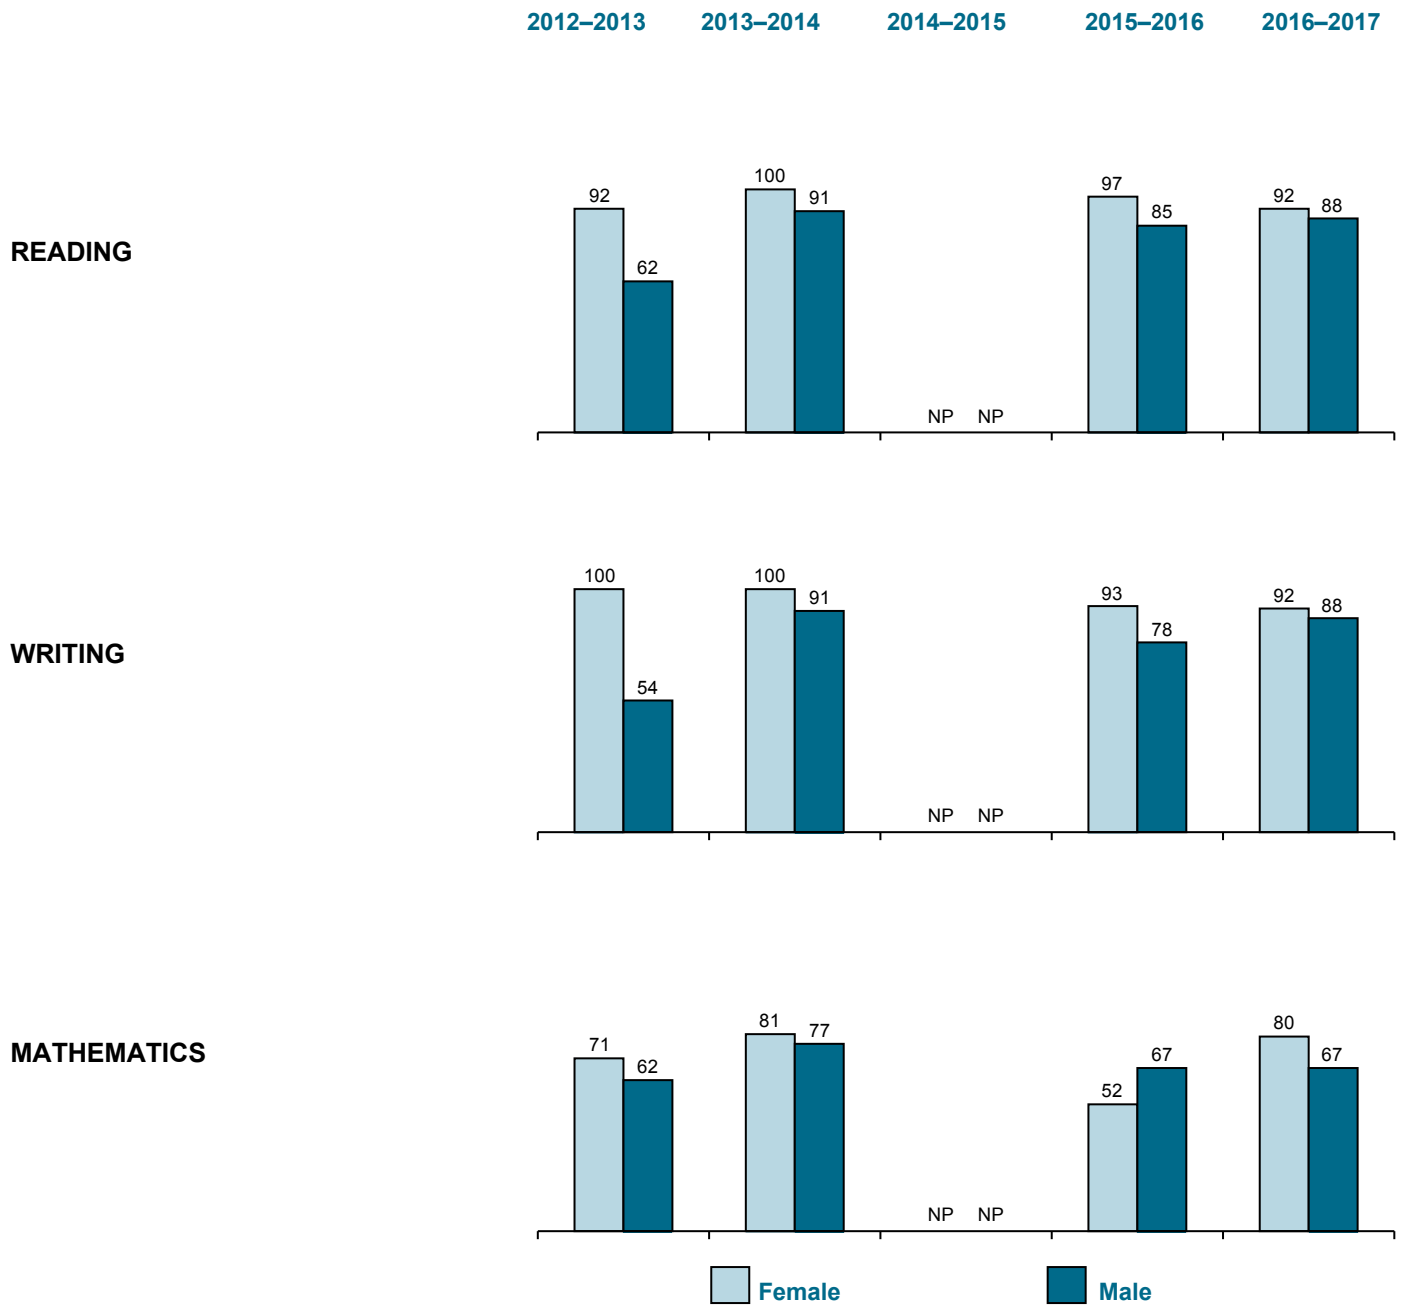 2012–2013 2013–2014 2014–2015 2015–2016 2016–2017
READING
92 62 100 91 NP NP 97 85 92 88
WRITING
100 54 100 91 NP NP 93 78 92 88
MATHEMATICS
71 62 81 77 NP NP 52 67 80 67
Female Male